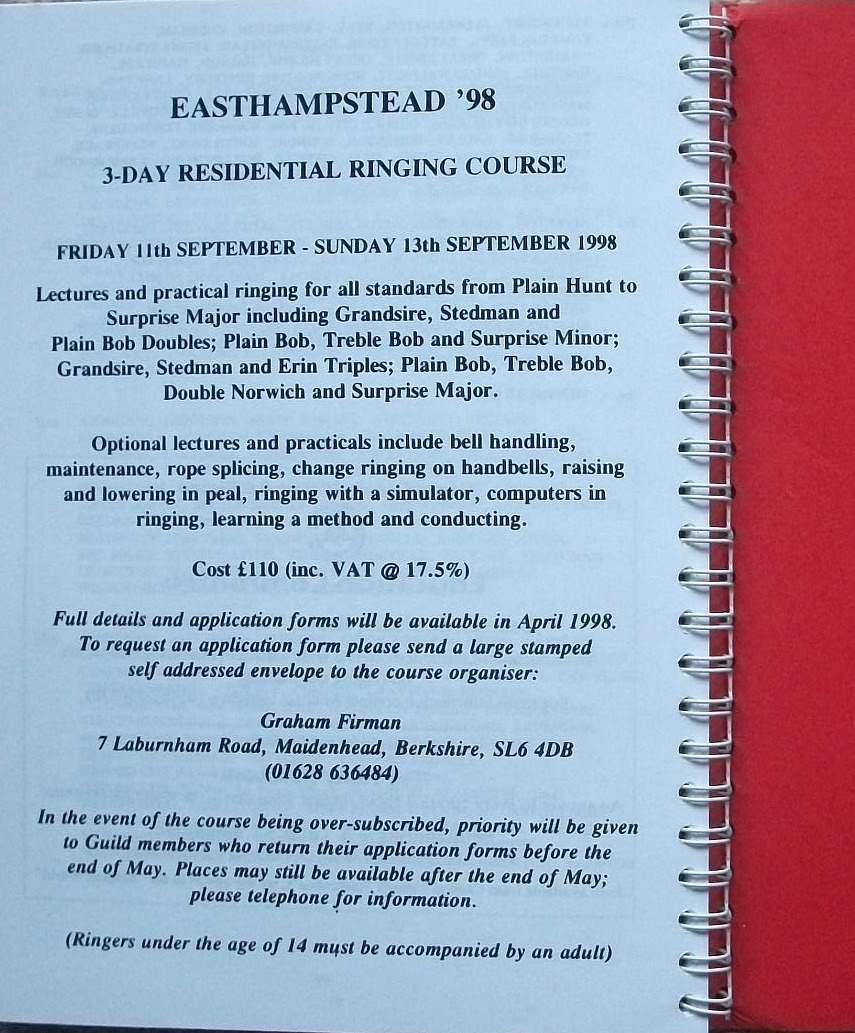 EASTHAMPSTEAD '98
3-DAY RESIDENTIAL RINGING COURSE
FRIDAY 11th SEPTEMBER - SUNDAY 13th SEPTEMBER 1998
Lectures and practical ringing for all standards from Plain Hunt to
Surprise Major including Grandsire, Stedman and
Plain Bob Doubles; Plain Bob, Treble Bob and Surprise Minor;
Grandsire, Stedman and Erin Triples; Plain Bob, Treble Bob,
Double Norwich and Surprise Major.
Optional lectures and practicals include bell handling,
maintenance, rope splicing, change ringing on handbells, raising
and lowering in peal, ringing with a simulator, computers in
ringing, learning a method and conducting.
Cost £110 (inc. VAT @ 17.5%)
Full details and application forms will be available in April 1998.
To request an application form please send a large stamped
self addressed envelope to the course organiser:
Graham Firman
7 Laburnham Road, Maidenhead, Berkshire, SL6 4DB
(01628 636484)
In the event of the course being over-subscribed, priority will be given
to Guild members who return their application forms before the
end of May. Places may still be available after the end of May;
please telephone for information.
(Ringers under the age of 14 must be accompanied by an adult)